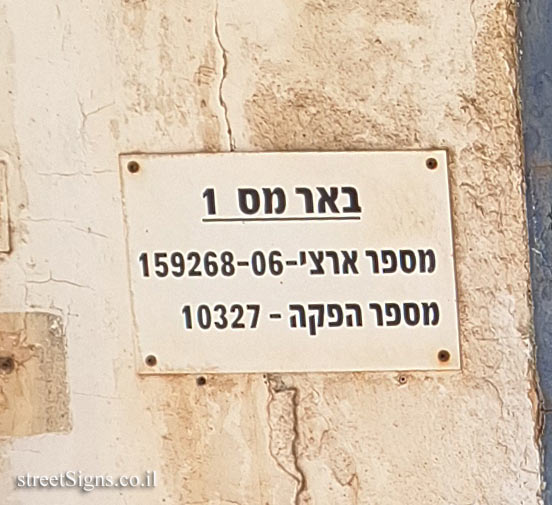 באר מס 1
מספר ארצי-159268-06
מספר הפקה - 10327
streetSigns.co.il